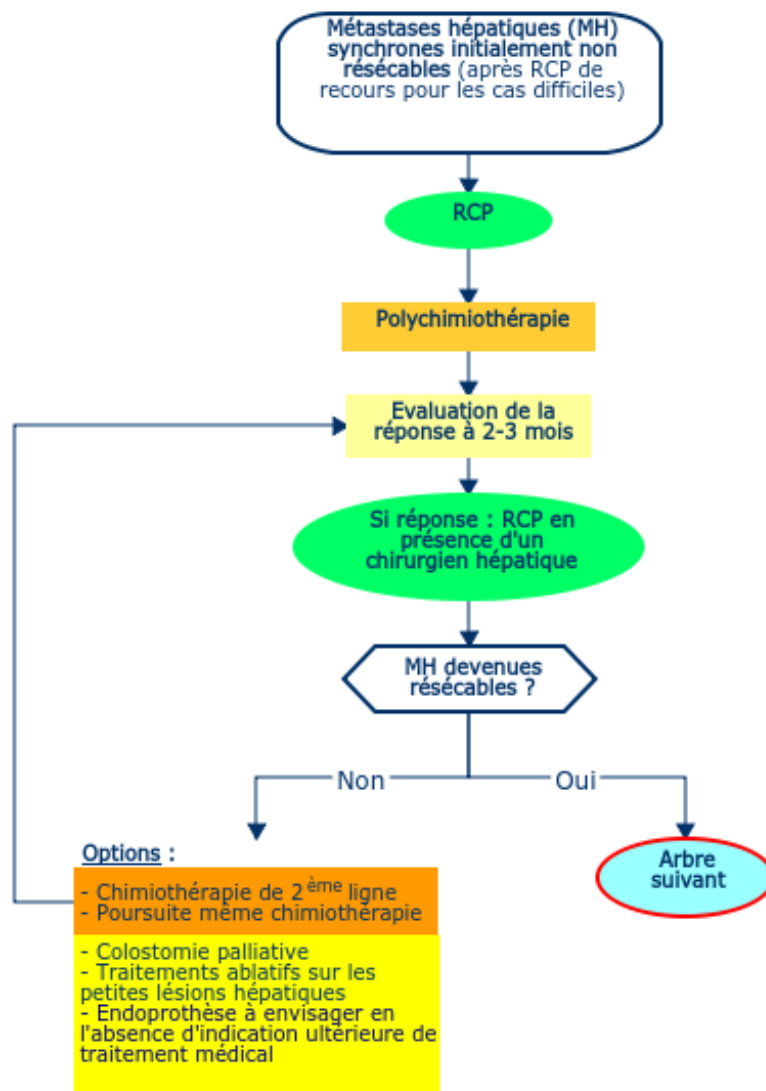 Métastases hépatiques (MH)
synchrones initialement non
résécables (après RCP de
recours pour les cas difficiles)
RCP
Polychimiothérapie
Evaluation de la
réponse à 2-3 mois
Si réponse : RCP en
présence d'un
chirurgien hépatique
MH devenues
résécables ?
Non
Oui
Options :
- Chimiothérapie de 2ème ligne
- Poursuite même chimiothérapie
- Colostomie palliative
- Traitements ablatifs sur les
petites lésions hépatiques
- Endoprothèse à envisager en
l'absence d'indication ultérieure de
traitement médical
Arbre
suivant